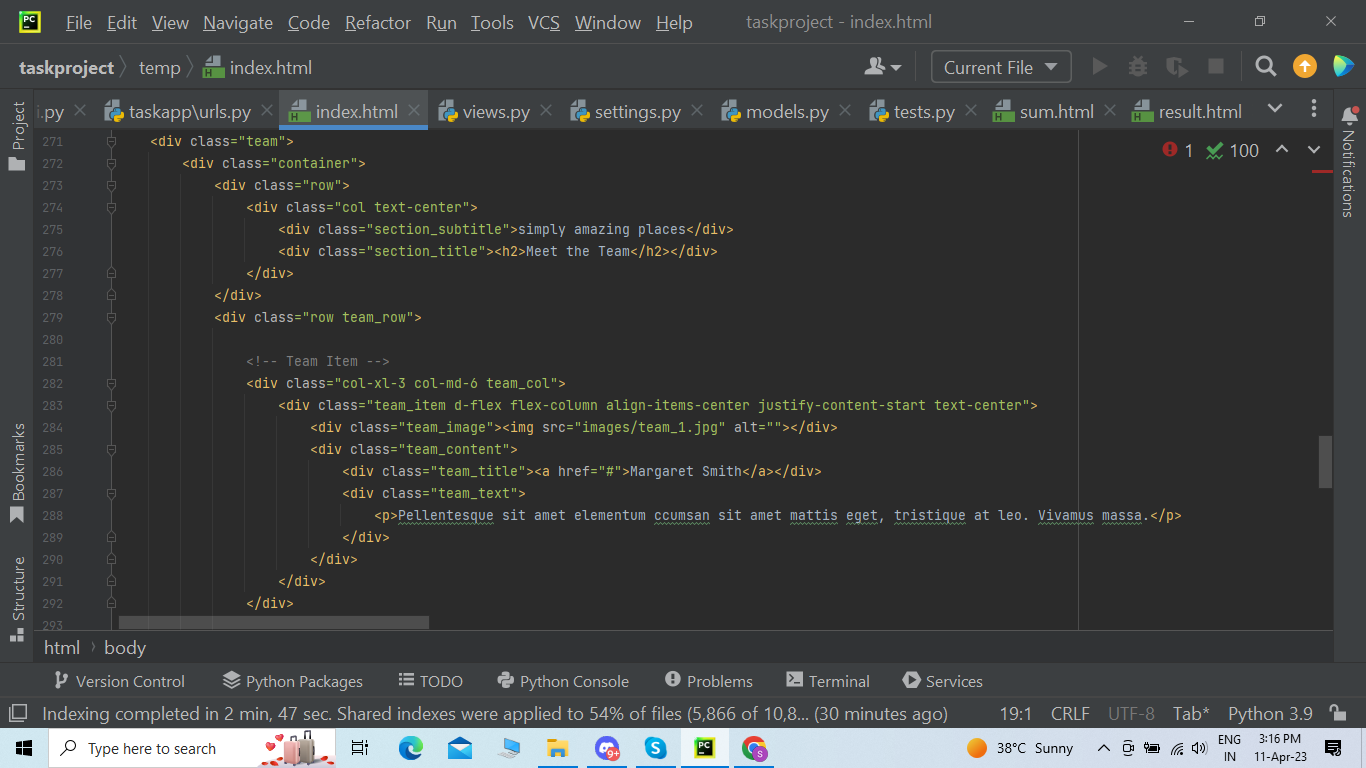 PC File Edit View Navigate Code Refactor Run Tools VCS Window Help taskproject - index.html
taskproject temp index.html Current File
i.py taskapp\urls.py index.html views.py settings.py models.py tests.py sum.html result.html
1 100
271 <div class="team">
272 <div class="container">
273 <div class="row">
274 <div class="col text-center">
275 <div class="section_subtitle">simply amazing places</div>
276 <div class="section_title"><h2>Meet the Team</h2></div>
277 </div>
278 </div>
279 <div class="row team_row">
280
281 <!-- Team Item -->
282 <div class="col-xl-3 col-md-6 team_col">
283 <div class="team_item d-flex flex-column align-items-center justify-content-start text-center">
284 <div class="team_image"><img src="images/team_1.jpg" alt=""></div>
285 <div class="team_content">
286 <div class="team_title"><a href="#">Margaret Smith</a></div>
287 <div class="team_text">
288 <p>Pellentesque sit amet elementum ccumsan sit amet mattis eget, tristique at leo. Vivamus massa.</p>
289 </div>
290 </div>
291 </div>
292 </div>
293
Project
Bookmarks
Structure
Notifications
html body
Version Control Python Packages TODO Python Console Problems Terminal Services
Indexing completed in 2 min, 47 sec. Shared indexes were applied to 54% of files (5,866 of 10,8... (30 minutes ago) 19:1 CRLF UTF-8 Tab* Python 3.9
Type here to search 9+ S PC S 38°C Sunny ENG 3:16 PM
IN 11-Apr-23